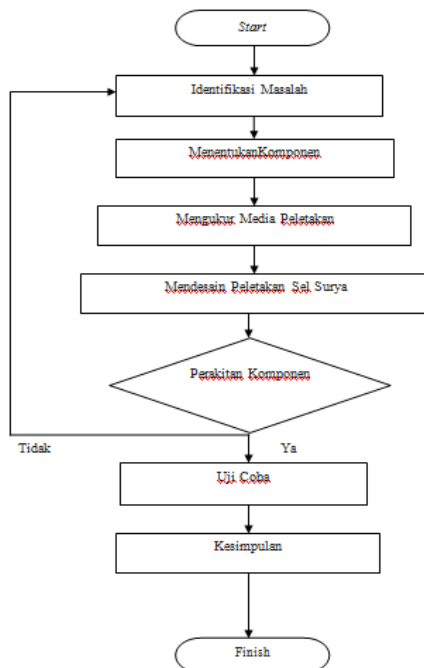 Start
Identifikasi Masalah
MenentukanKomponen
Mengukur Media Peletakan
Mendesain Peletakan Sel Surya
Perakitan Komponen
Tidak
Ya
Uji Coba
Kesimpulan
Finish